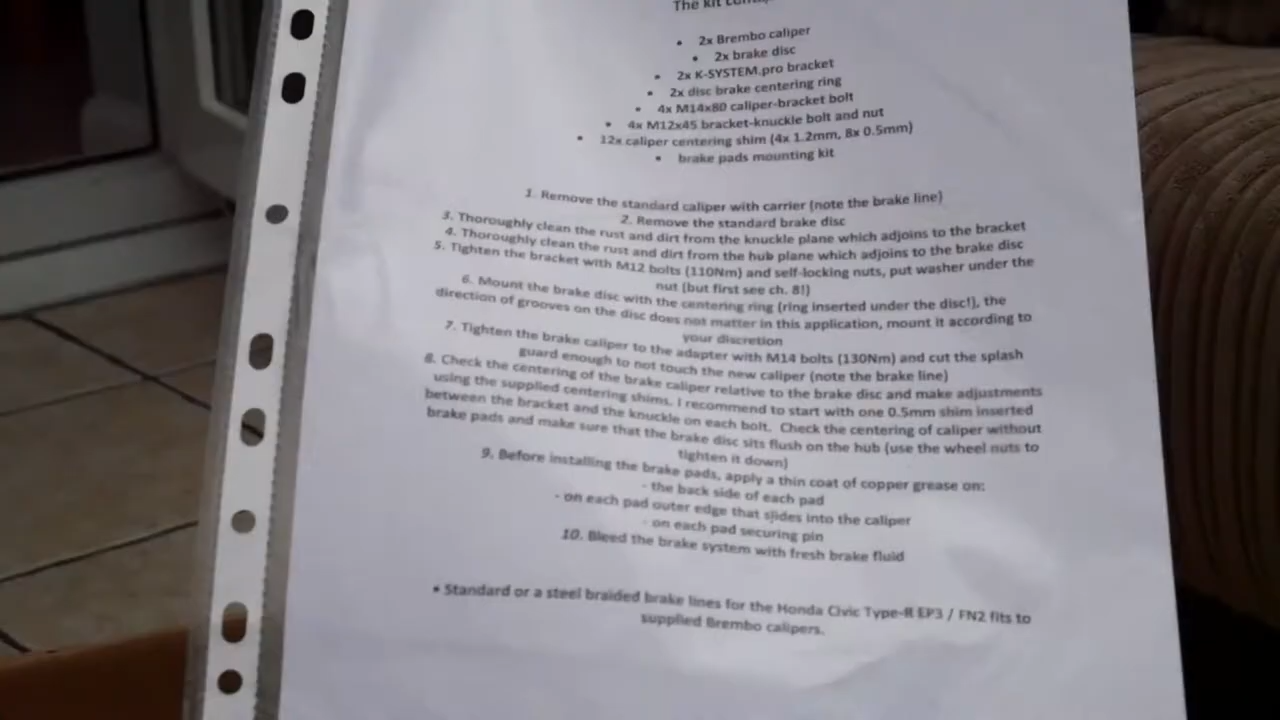 The kit
• 2x Brembo caliper
• 2x brake disc
• 2x K-SYSTEM.pro bracket
• 2x disc brake centering ring
• 4x M14x80 caliper-bracket bolt
• 4x M12x45 bracket-knuckle bolt and nut
• 12x caliper centering shim (4x 1.2mm, 8x 0.5mm)
• brake pads mounting kit
1. Remove the standard caliper with carrier (note the brake line)
2. Remove the standard brake disc
3. Thoroughly clean the rust and dirt from the knuckle plane which adjoins to the bracket
4. Thoroughly clean the rust and dirt from the hub plane which adjoins to the brake disc
5. Tighten the bracket with M12 bolts (110Nm) and self-locking nuts, put washer under the
nut (but first see ch. 8!)
6. Mount the brake disc with the centering ring (ring inserted under the disc!), the
direction of grooves on the disc does not matter in this application, mount it according to
your discretion
7. Tighten the brake caliper to the adapter with M14 bolts (130Nm) and cut the splash
guard enough to not touch the new caliper (note the brake line)
8. Check the centering of the brake caliper relative to the brake disc and make adjustments
using the supplied centering shims. I recommend to start with one 0.5mm shim inserted
between the bracket and the knuckle on each bolt. Check the centering of caliper without
brake pads and make sure that the brake disc sits flush on the hub (use the wheel nuts to
tighten it down)
9. Before installing the brake pads, apply a thin coat of copper grease on:
- the back side of each pad
- on each pad outer edge that slides into the caliper
- on each pad securing pin
10. Bleed the brake system with fresh brake fluid
• Standard or a steel braided brake lines for the Honda Civic Type-R EP3 / FN2 fits to
supplied Brembo calipers.